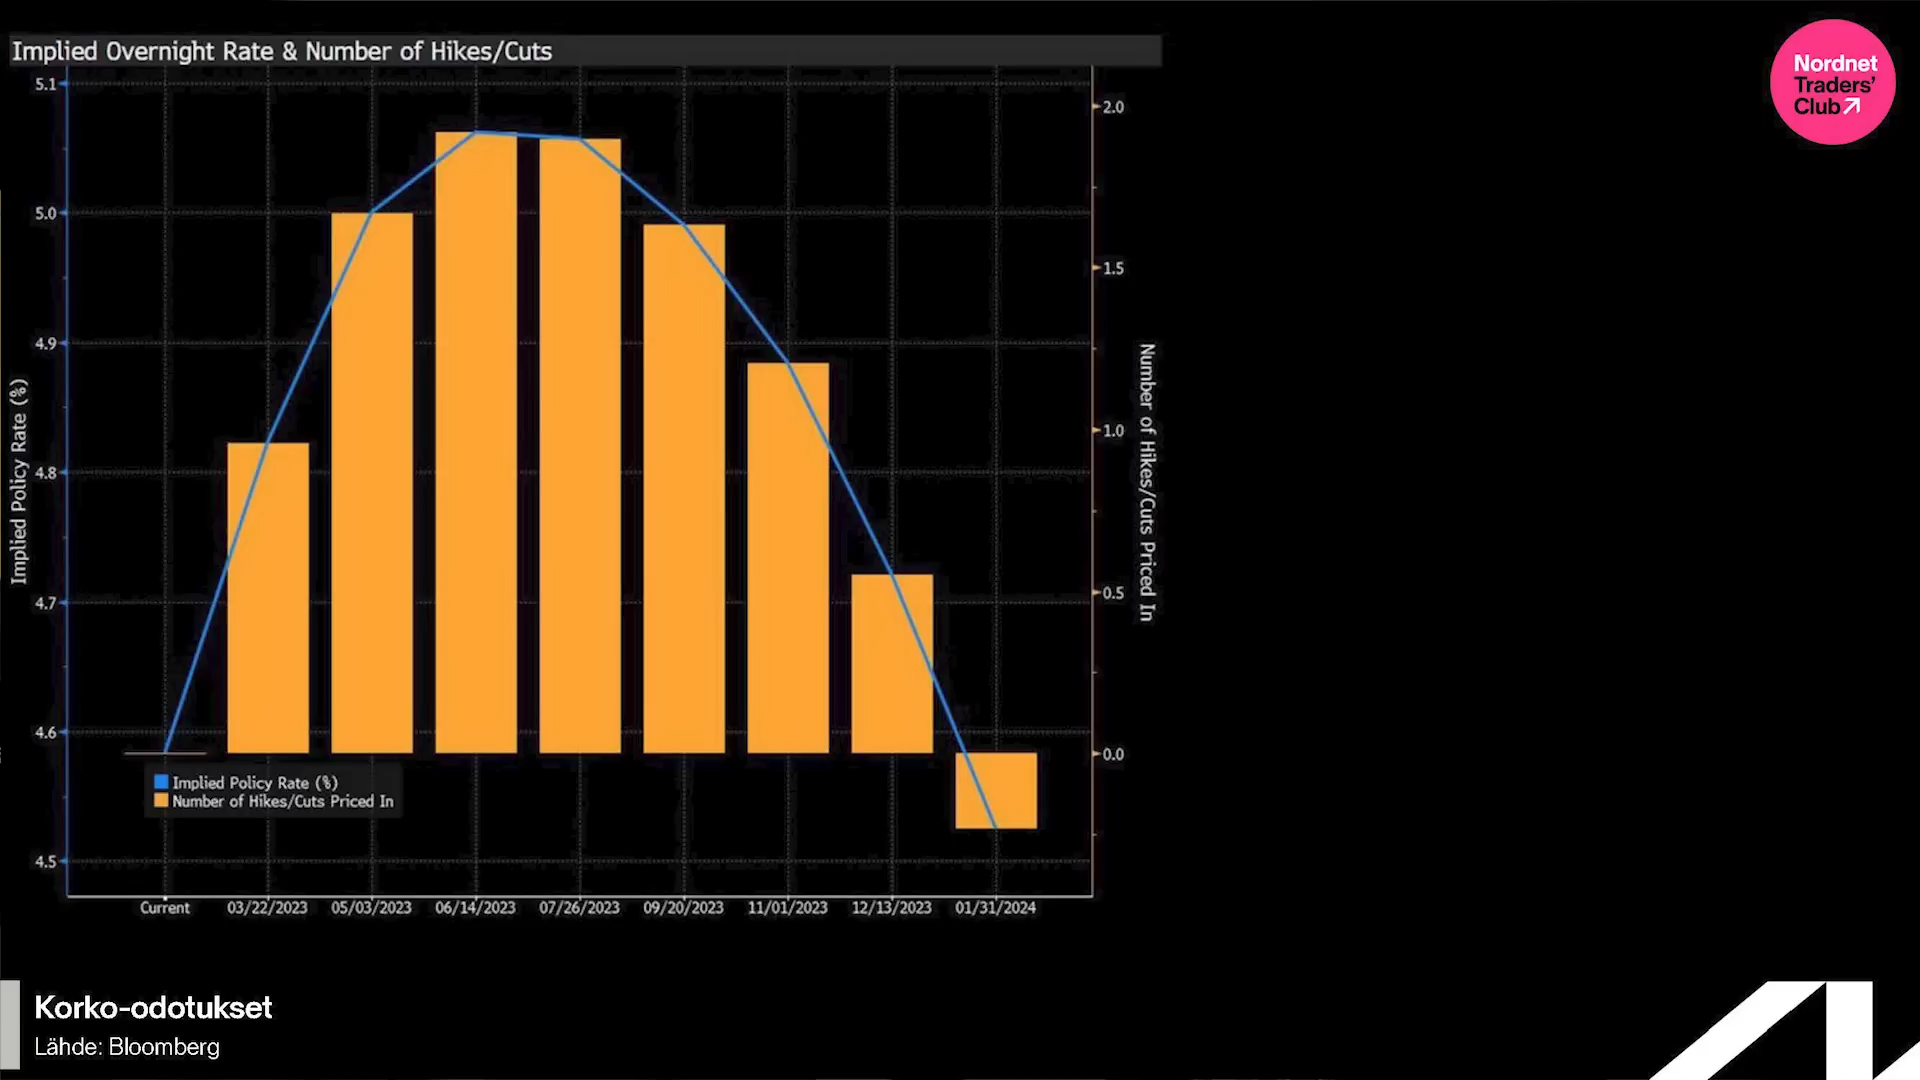 Implied Overnight Rate & Number of Hikes/Cuts
Nordnet
Traders'
Club
5.1
5.0
4.9
4.8
4.7
4.6
4.5
Implied Policy Rate (%)
2.0
1.5
1.0
0.5
0.0
Number of Hikes/Cuts Priced In
Implied Policy Rate (%)
Number of Hikes/Cuts Priced In
Current 03/22/2023 05/03/2023 06/14/2023 07/26/2023 09/20/2023 11/01/2023 12/13/2023 01/31/2024
Korko-odotukset
Lähde: Bloomberg